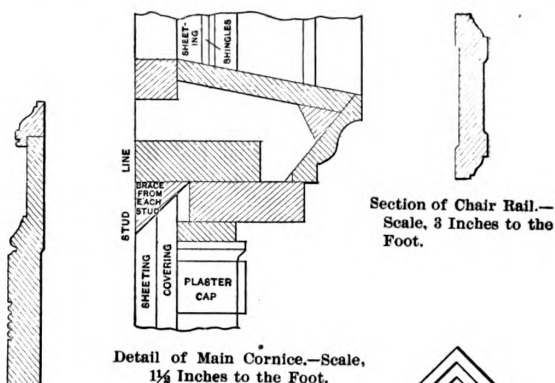 SHEET-
ING
SHINGLES
STUD LINE
BRACE
FROM
EACH
STUD
SHEETING
COVERING
PLASTER
CAP
Section of Chair Rail.—
Scale, 3 Inches to the
Foot.
Detail of Main Cornice.—Scale,
1½ Inches to the Foot.